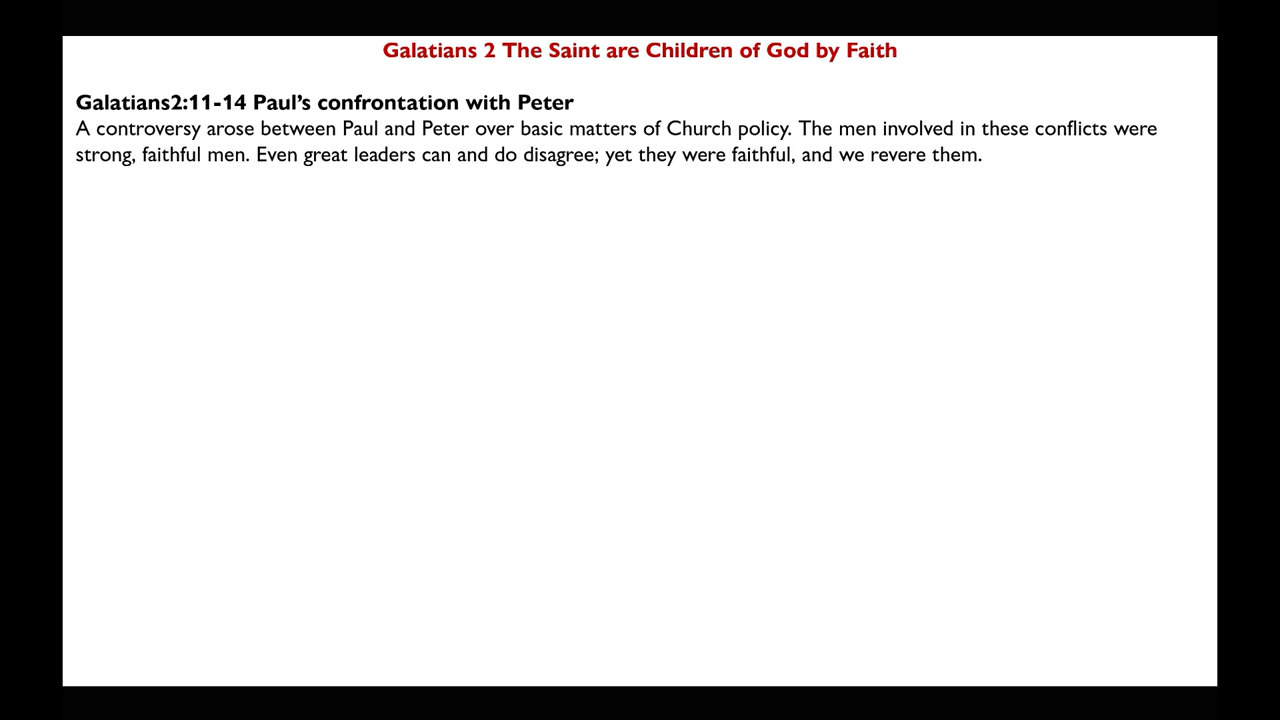 Galatians 2 The Saint are Children of God by Faith
Galatians2:11-14 Paul’s confrontation with Peter
A controversy arose between Paul and Peter over basic matters of Church policy. The men involved in these conflicts were
strong, faithful men. Even great leaders can and do disagree; yet they were faithful, and we revere them.